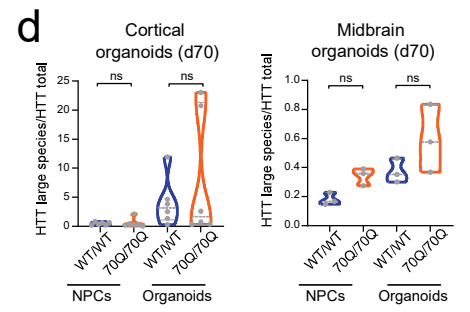 d
Cortical
organoids (d70)
HTT large species/HTT total
25
20
15
10
5
0
ns
ns
WT/WT
70Q/70Q
WT/WT
70Q/70Q
NPCs
Organoids
Midbrain
organoids (d70)
HTT large species/HTT total
1.0
0.8
0.6
0.4
0.2
0.0
ns
ns
WT/WT
70Q/70Q
WT/WT
70Q/70Q
NPCs
Organoids